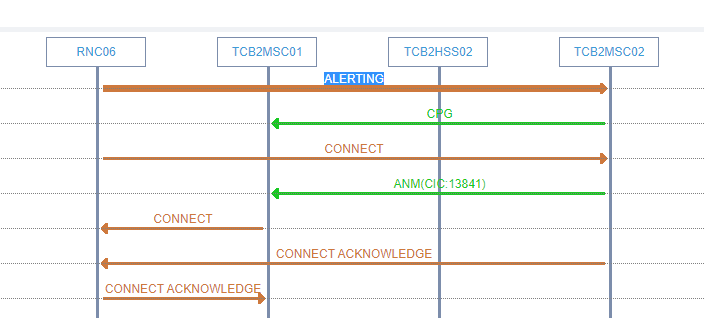 RNC06 TCB2MSC01 TCB2HSS02 TCB2MSC02
ALERTING
CPG
CONNECT
ANM(CIC:13841)
CONNECT
CONNECT ACKNOWLEDGE
CONNECT ACKNOWLEDGE